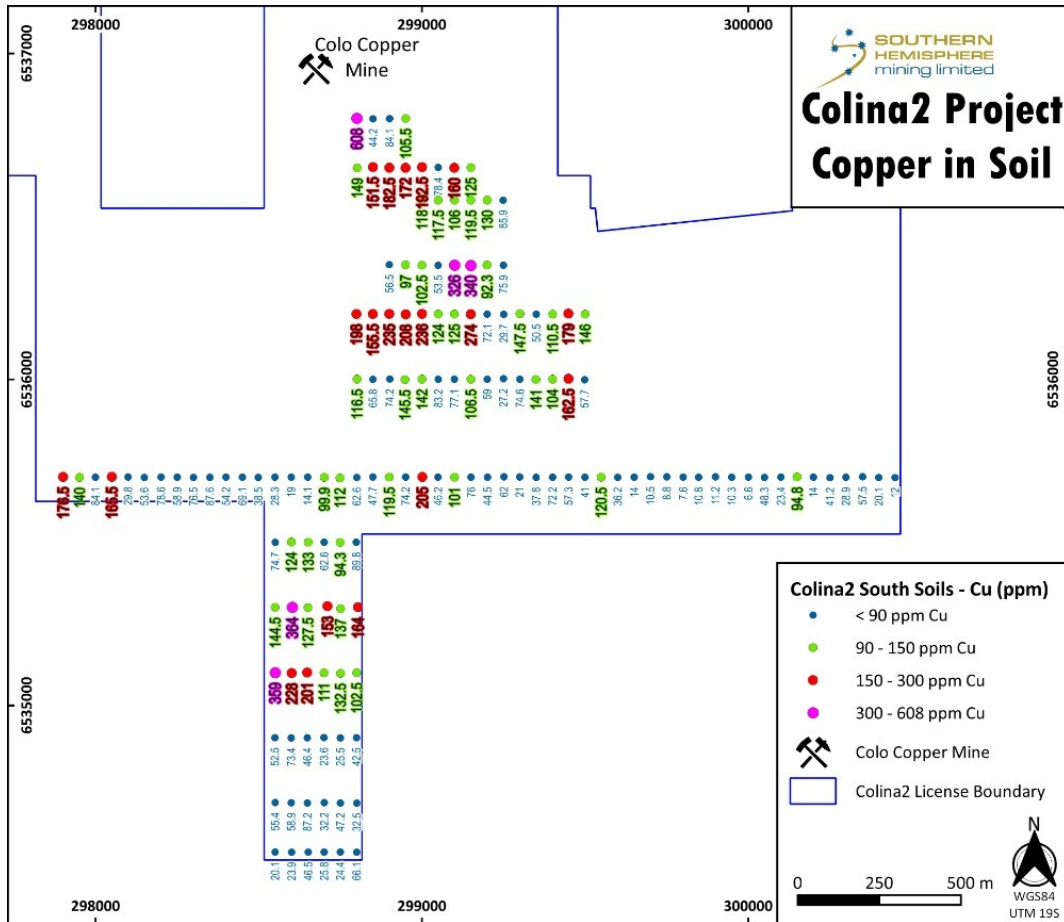 298000 299000 300000
6537000
Colo Copper
Mine
SOUTHERN
HEMISPHERE
mining limited
Colina2 Project
Copper in Soil
608 44.2 84.1 105.5
149 151.5 182.5 172 192.5 78.4 160 125
118 117.5 106 119.5 130 85.9
56.5 97 102.5 53.5 326 340 92.3 75.9
198 155.5 235 208 236 124 125 274 72.1 29.7 147.5 50.5 110.5 179 146
6536000 6536000
116.5 65.8 74.2 145.5 142 83.2 77.1 106.5 59 27.2 74.6 141 104 162.5 57.7
176.5 140 84.1 165.5 29.8 53.6 58.9 76.5 87.6 54.2 69.1 38.5 28.3 19 14.1 99.9 112 62.6 47.7 119.5 74.2 205 46.2 101 76 44.5 62 21 37.8 72.2 57.3 41 120.5 36.2 14 10.5 8.8 7.6 10.8 11.2 10.3 6.6 48.3 23.4 94.8 14 41.2 28.9 57.5 20.1
74.7 124 133 62.6 94.3 89.8
144.5 364 127.5 153 137 164
359 228 201 111 132.5 102.5
6535000
52.5 73.4 46.4 23.6 25.5 42.5
55.4 58.9 87.2 32.2 47.2 32.5
20.1 23.9 46.5 25.8 24.4 66.1
Colina2 South Soils - Cu (ppm)
< 90 ppm Cu
90 - 150 ppm Cu
150 - 300 ppm Cu
300 - 608 ppm Cu
Colo Copper Mine
Colina2 License Boundary
N
0 250 500 m
WGS84
UTM 19S
298000 299000 300000